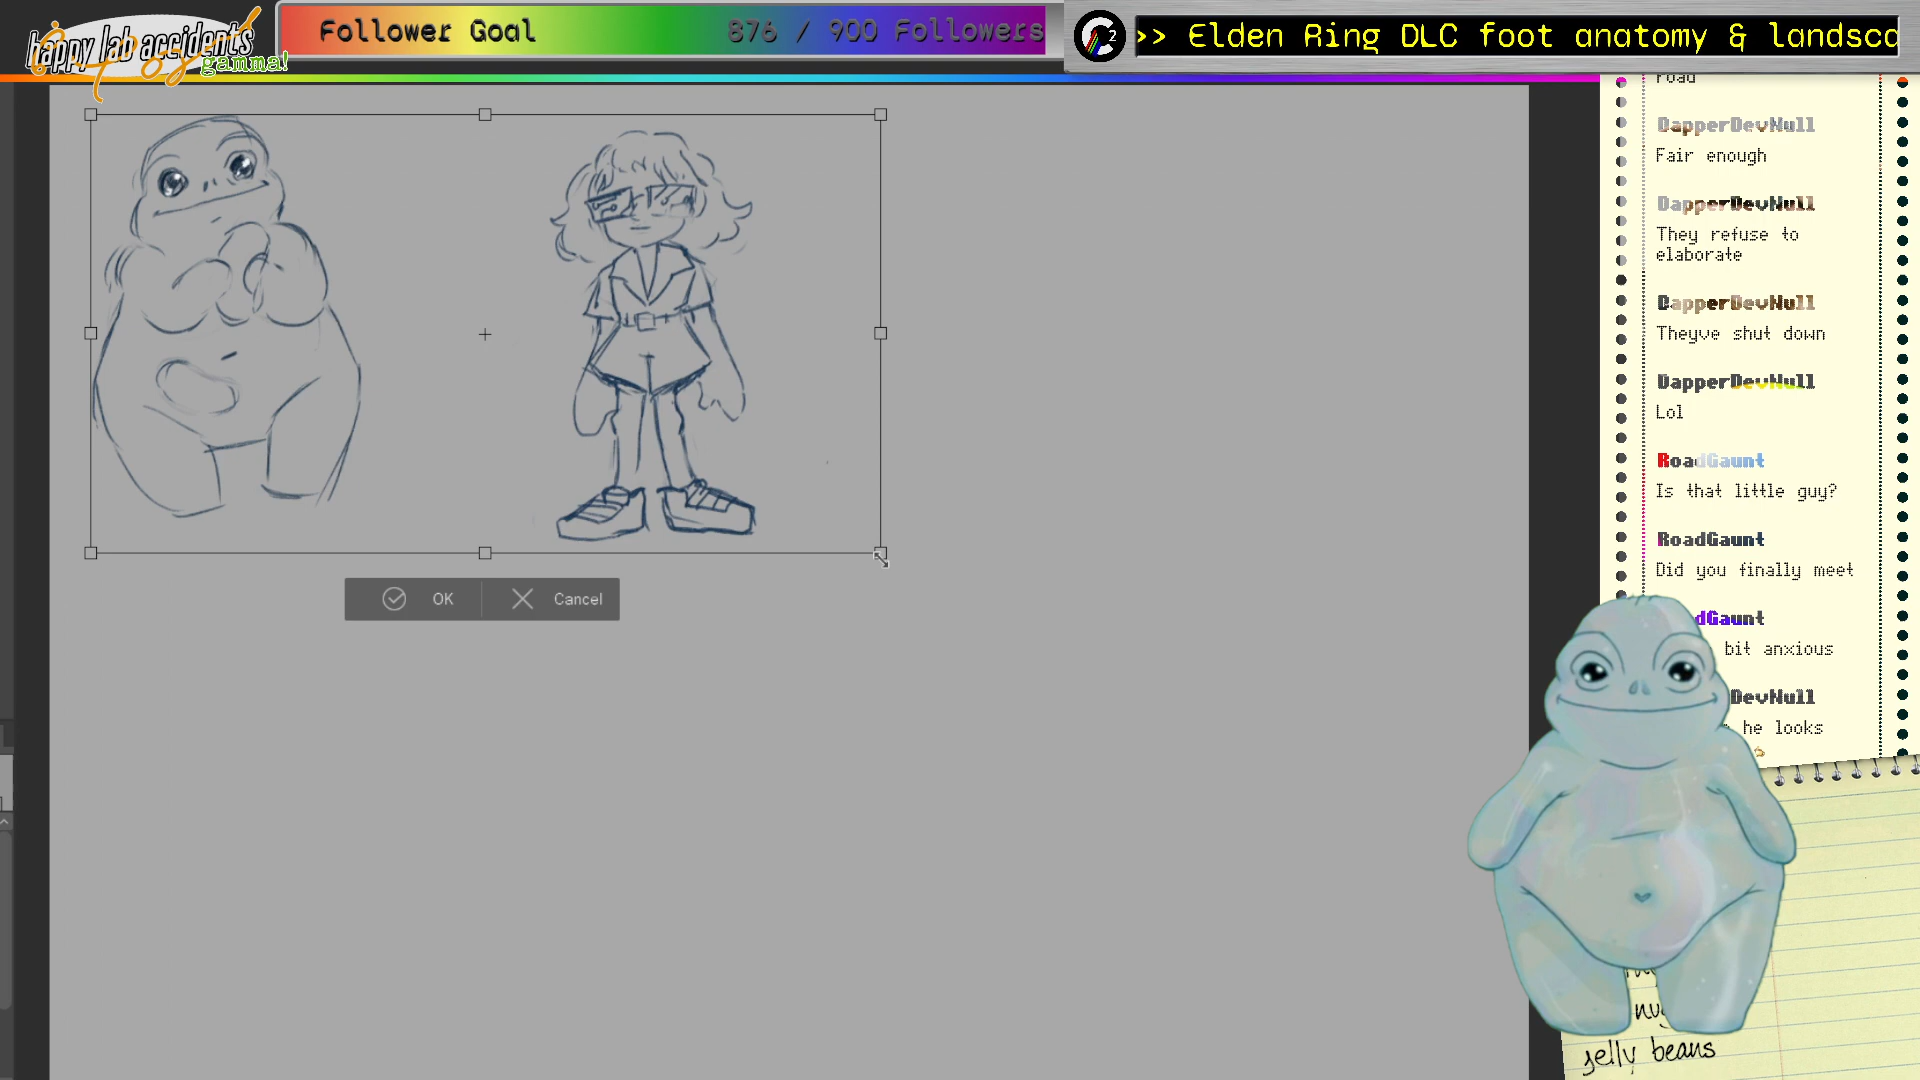 happy lab accidents
gamma!
Follower Goal
876 / 900 Followers
>> Elden Ring DLC foot anatomy & landsca
road
DapperDevNull
Fair enough
DapperDevNull
They refuse to
elaborate
DapperDevNull
Theyve shut down
DapperDevNull
Lol
RoadGaunt
Is that little guy?
RoadGaunt
Did you finally meet
dGaunt
bit anxious
DevNull
he looks
OK
Cancel
jelly beans